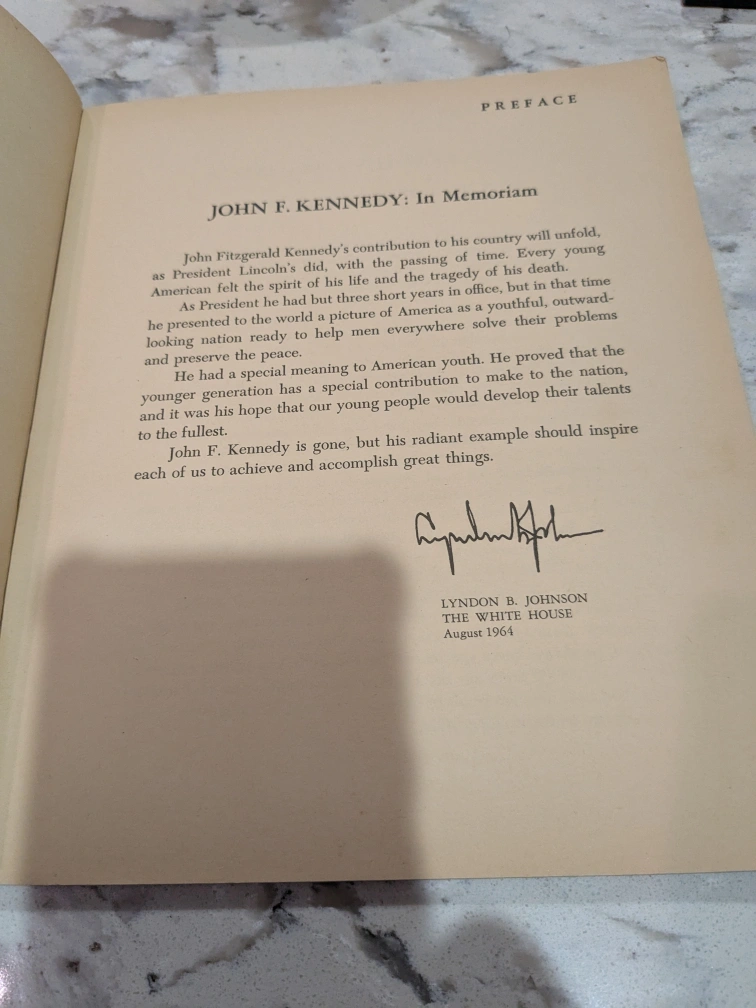 PREFACE
JOHN F. KENNEDY: In Memoriam
John Fitzgerald Kennedy's contribution to his country will unfold,
as President Lincoln's did, with the passing of time. Every young
American felt the spirit of his life and the tragedy of his death.
As President he had but three short years in office, but in that time
he presented to the world a picture of America as a youthful, outward-
looking nation ready to help men everywhere solve their problems
and preserve the peace.
He had a special meaning to American youth. He proved that the
younger generation has a special contribution to make to the nation,
and it was his hope that our young people would develop their talents
to the fullest.
John F. Kennedy is gone, but his radiant example should inspire
each of us to achieve and accomplish great things.
Lyndon B. Johnson
LYNDON B. JOHNSON
THE WHITE HOUSE
August 1964